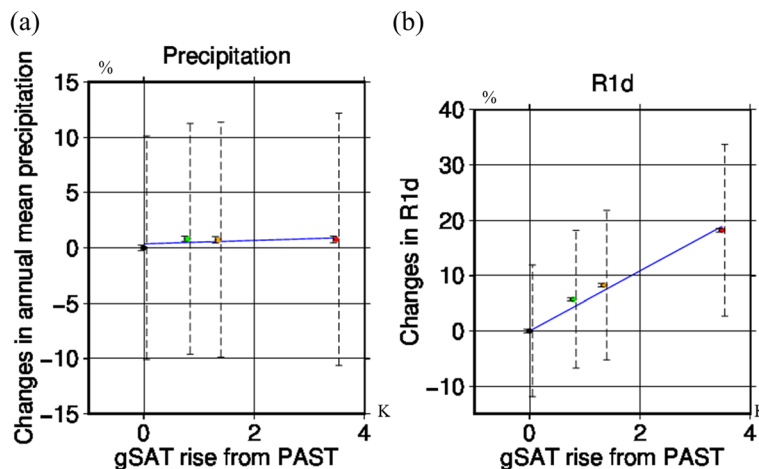 (a)
Precipitation
%
Changes in annual mean precipitation
15
10
5
0
−5
−10
−15
0 2 4
K
gSAT rise from PAST
(b)
R1d
%
Changes in R1d
40
30
20
10
0
−10
0 2 4
gSAT rise from PAST